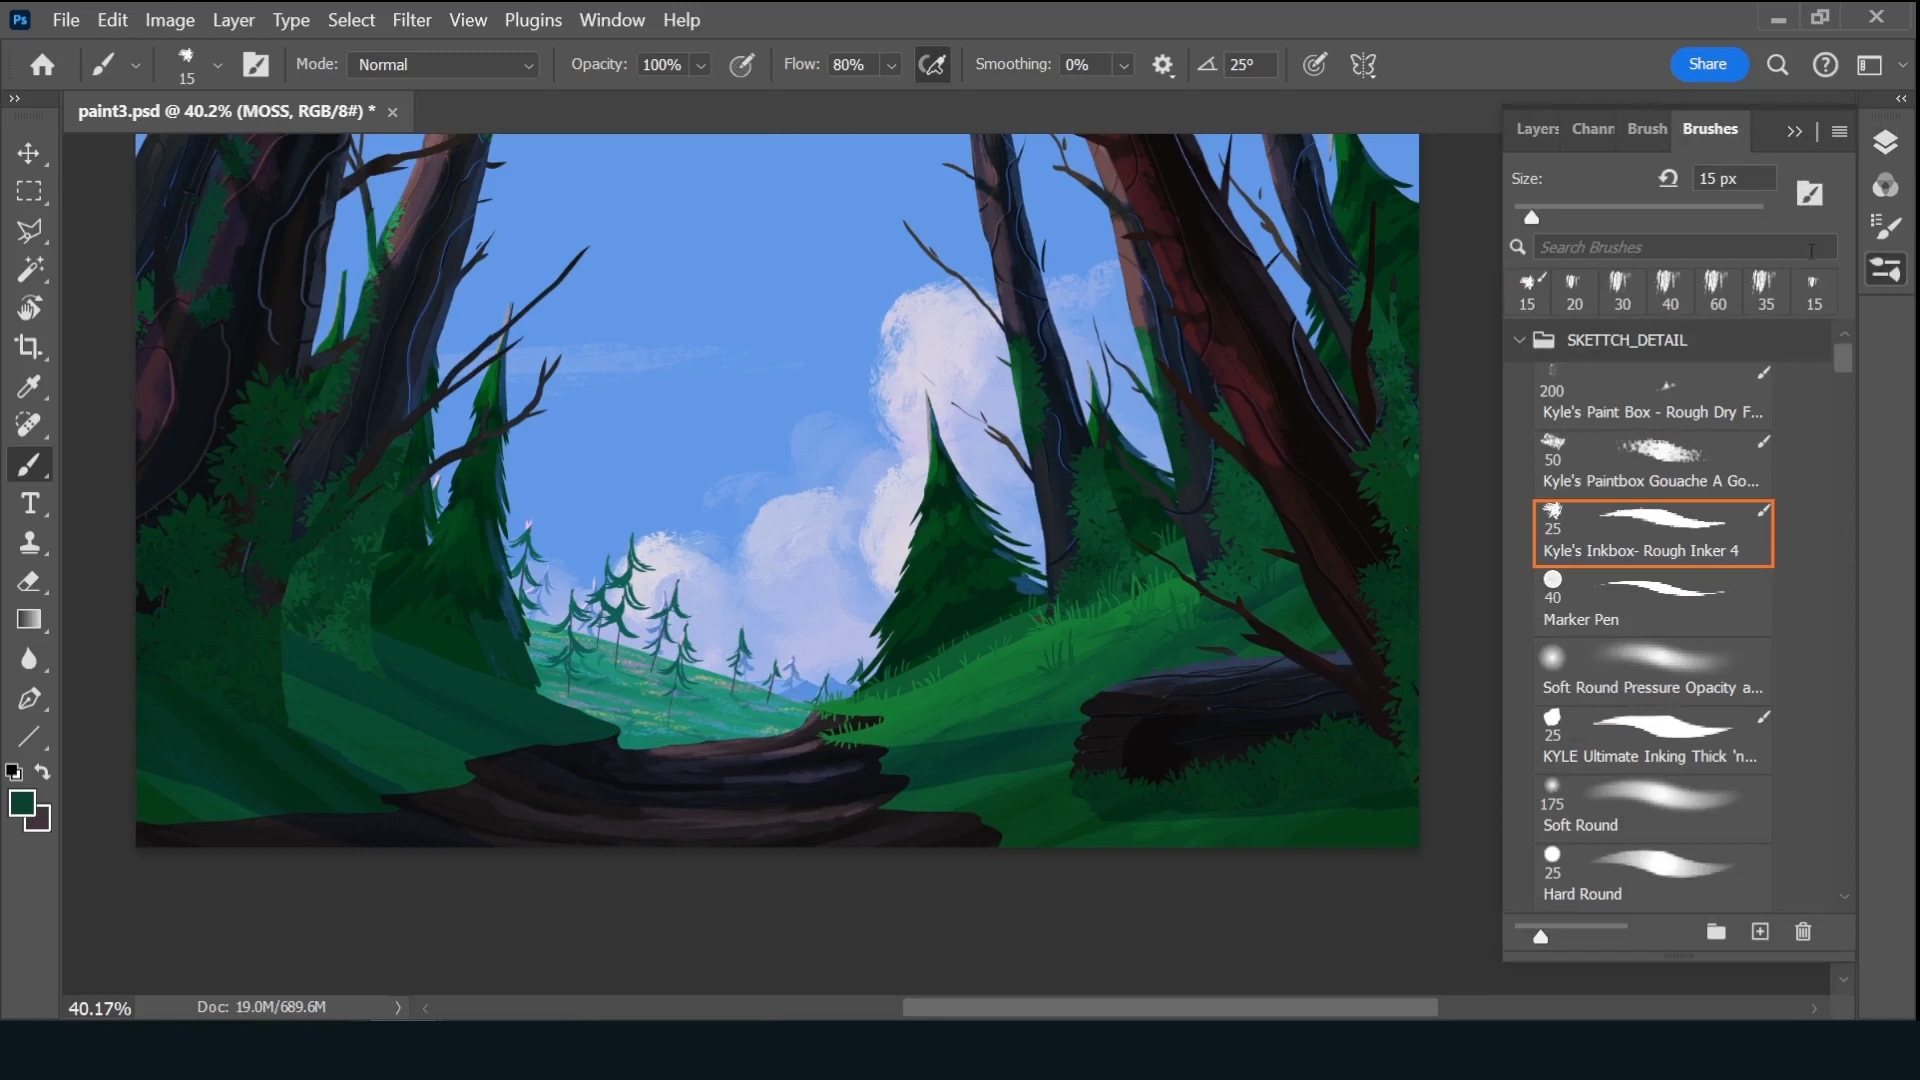 Ps File Edit Image Layer Type Select Filter View Plugins Window Help
15 Mode: Normal Opacity: 100% Flow: 80% Smoothing: 0% 25° Share
paint3.psd @ 40.2% (MOSS, RGB/8#) *
Layers Chann Brush Brushes
Size: 15 px
Search Brushes
15 20 30 40 60 35 15
SKETTCH_DETAIL
200
Kyle's Paint Box - Rough Dry F...
50
Kyle's Paintbox Gouache A Go...
25
Kyle's Inkbox- Rough Inker 4
40
Marker Pen
Soft Round Pressure Opacity a...
25
KYLE Ultimate Inking Thick 'n...
175
Soft Round
25
Hard Round
40.17% Doc: 19.0M/689.6M